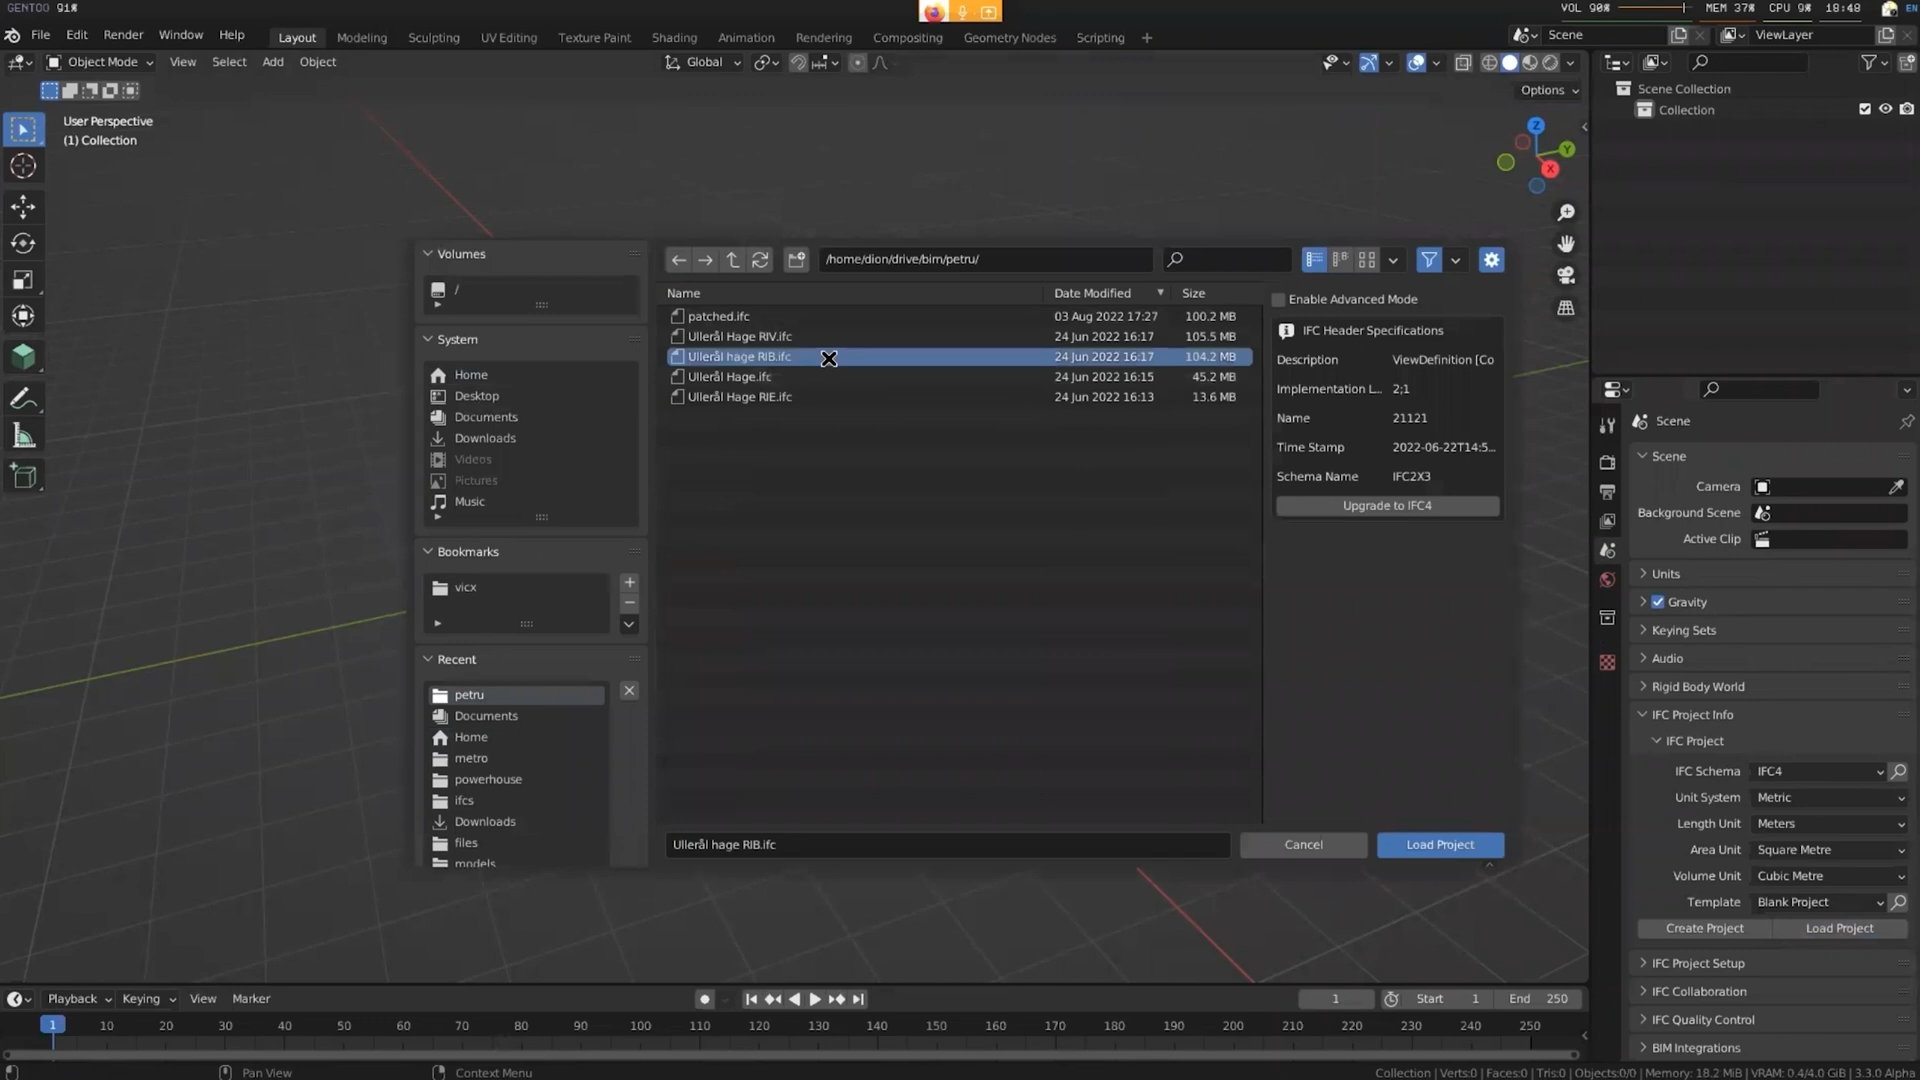 GENTOO 91%
VOL 90%
MEM 37% CPU 9% 18:48
EN
File Edit Render Window Help
Layout Modeling Sculpting UV Editing Texture Paint Shading Animation Rendering Compositing Geometry Nodes Scripting +
Scene
ViewLayer
Object Mode View Select Add Object
Global
Options
User Perspective
(1) Collection
Z
Y
X
Scene Collection
Collection
Volumes
/
System
Home
Desktop
Documents
Downloads
Videos
Pictures
Music
Bookmarks
vicx
Recent
petru
Documents
Home
metro
powerhouse
ifcs
Downloads
files
models
/home/dion/drive/bim/petru/
Name Date Modified Size
patched.ifc 03 Aug 2022 17:27 100.2 MB
Ullerål Hage RIV.ifc 24 Jun 2022 16:17 105.5 MB
Ullerål hage RIB.ifc 24 Jun 2022 16:17 104.2 MB
Ullerål Hage.ifc 24 Jun 2022 16:15 45.2 MB
Ullerål Hage RIE.ifc 24 Jun 2022 16:13 13.6 MB
Enable Advanced Mode
IFC Header Specifications
Description ViewDefinition [Co
Implementation L... 2;1
Name 21121
Time Stamp 2022-06-22T14:5...
Schema Name IFC2X3
Upgrade to IFC4
Ullerål hage RIB.ifc
Cancel
Load Project
Scene
Scene
Camera
Background Scene
Active Clip
Units
Gravity
Keying Sets
Audio
Rigid Body World
IFC Project Info
IFC Project
IFC Schema IFC4
Unit System Metric
Length Unit Meters
Area Unit Square Metre
Volume Unit Cubic Metre
Template Blank Project
Create Project Load Project
IFC Project Setup
IFC Collaboration
IFC Quality Control
BIM Integrations
Playback Keying View Marker
1
Start 1
End 250
1 10 20 30 40 50 60 70 80 90 100 110 120 130 140 150 160 170 180 190 200 210 220 230 240 250
Pan View
Context Menu
Collection | Verts:0 | Faces:0 | Tris:0 | Objects:0/0 | Memory: 18.2 MiB | VRAM: 0.4/4.0 GiB | 3.3.0 Alpha